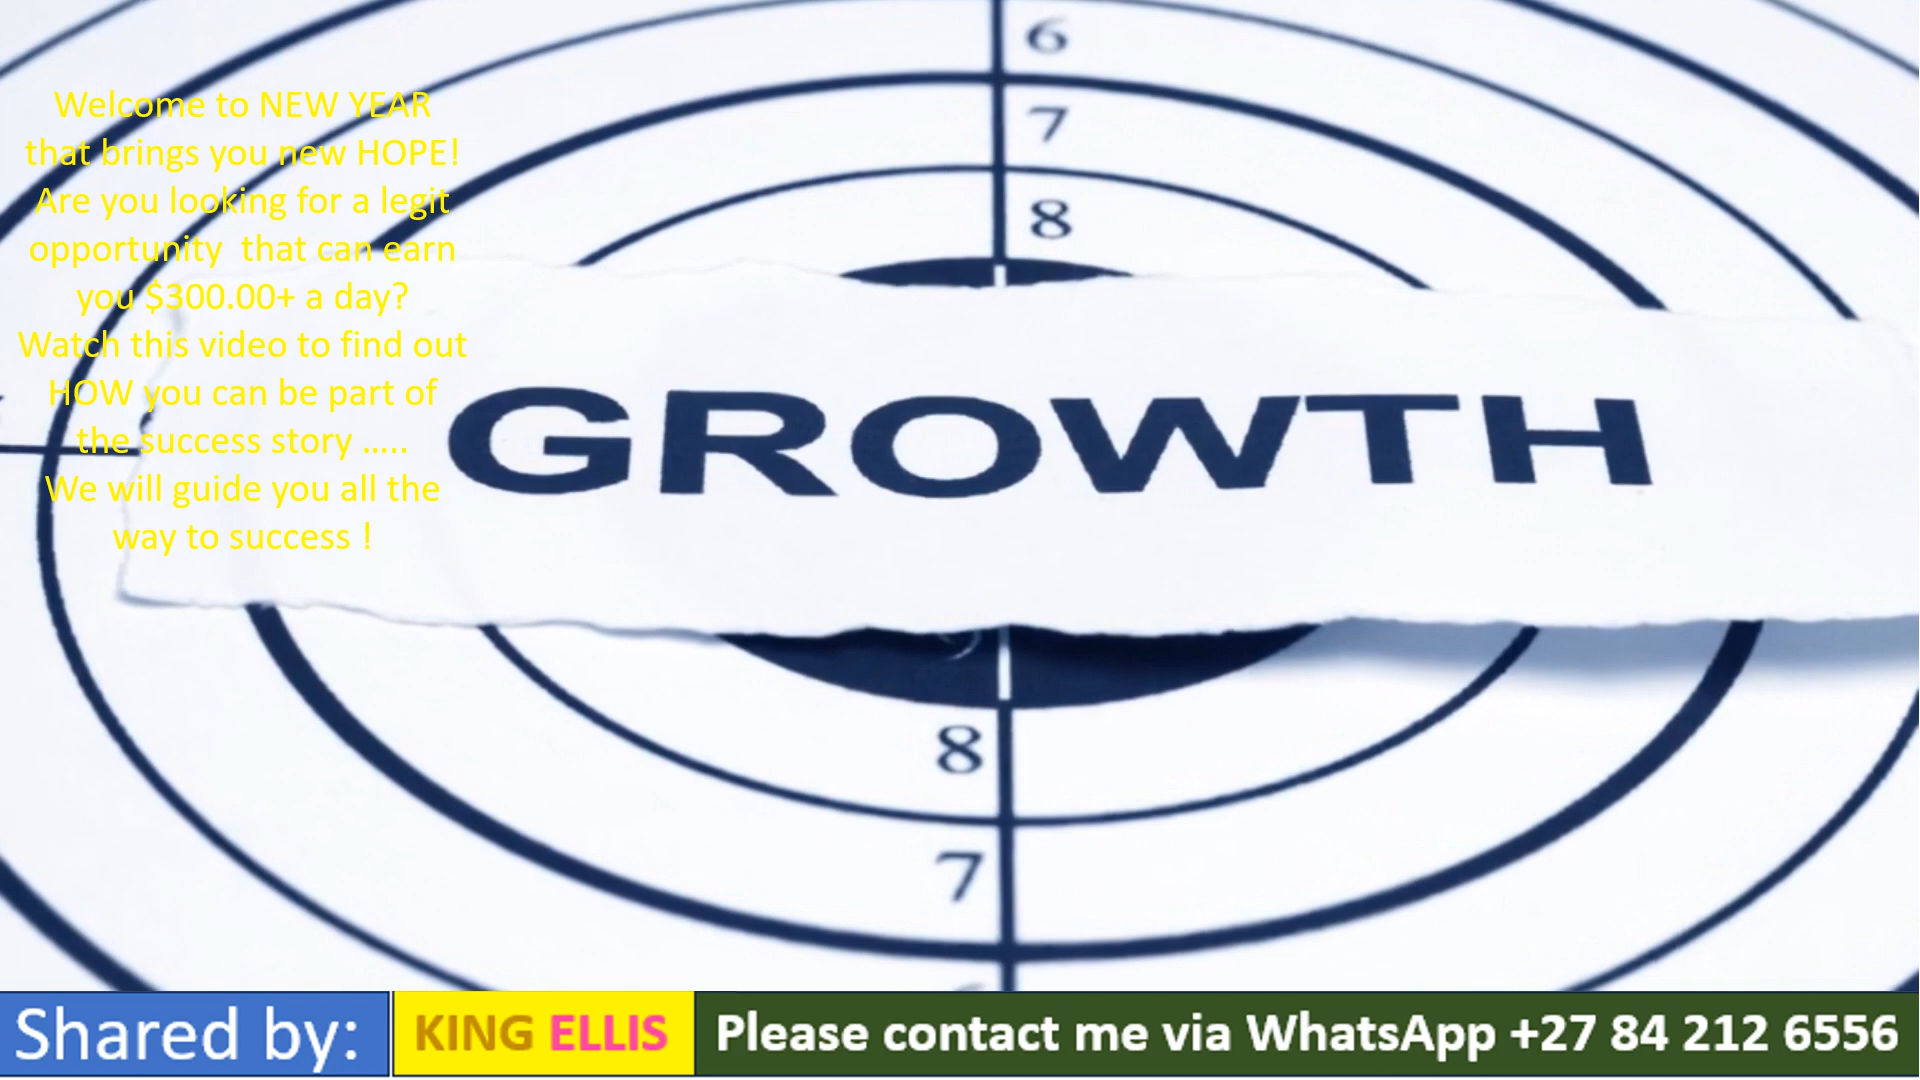 6
7
8
Welcome to NEW YEAR
that brings you new HOPE!
Are you looking for a legit
opportunity  that can earn
you $300.00+ a day?
Watch this video to find out
HOW you can be part of
the success story .....
We will guide you all the
way to success !
GROWTH
8
7
Shared by: KING ELLIS Please contact me via WhatsApp +27 84 212 6556